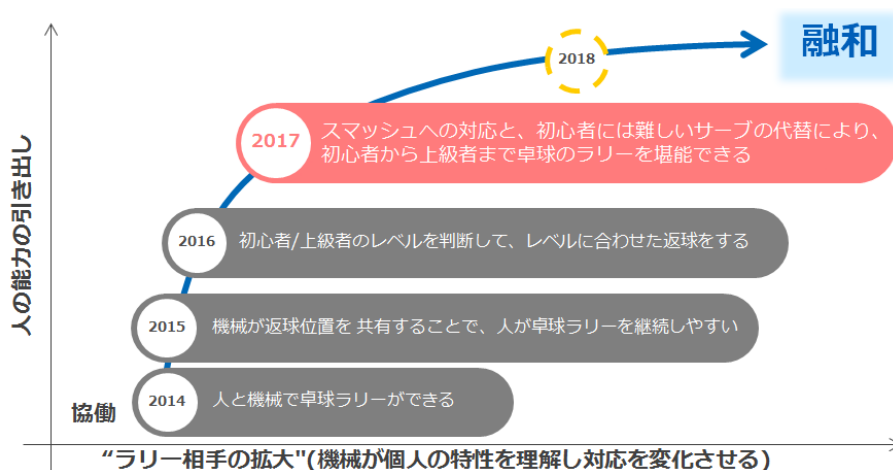 融和
2018
2017
スマッシュへの対応と、初心者には難しいサーブの代替により、
初心者から上級者まで卓球のラリーを堪能できる
2016
初心者/上級者のレベルを判断して、レベルに合わせた返球をする
2015
機械が返球位置を 共有することで、人が卓球ラリーを継続しやすい
2014
人と機械で卓球ラリーができる
協働
人の能力の引き出し
“ラリー相手の拡大"(機械が個人の特性を理解し対応を変化させる)